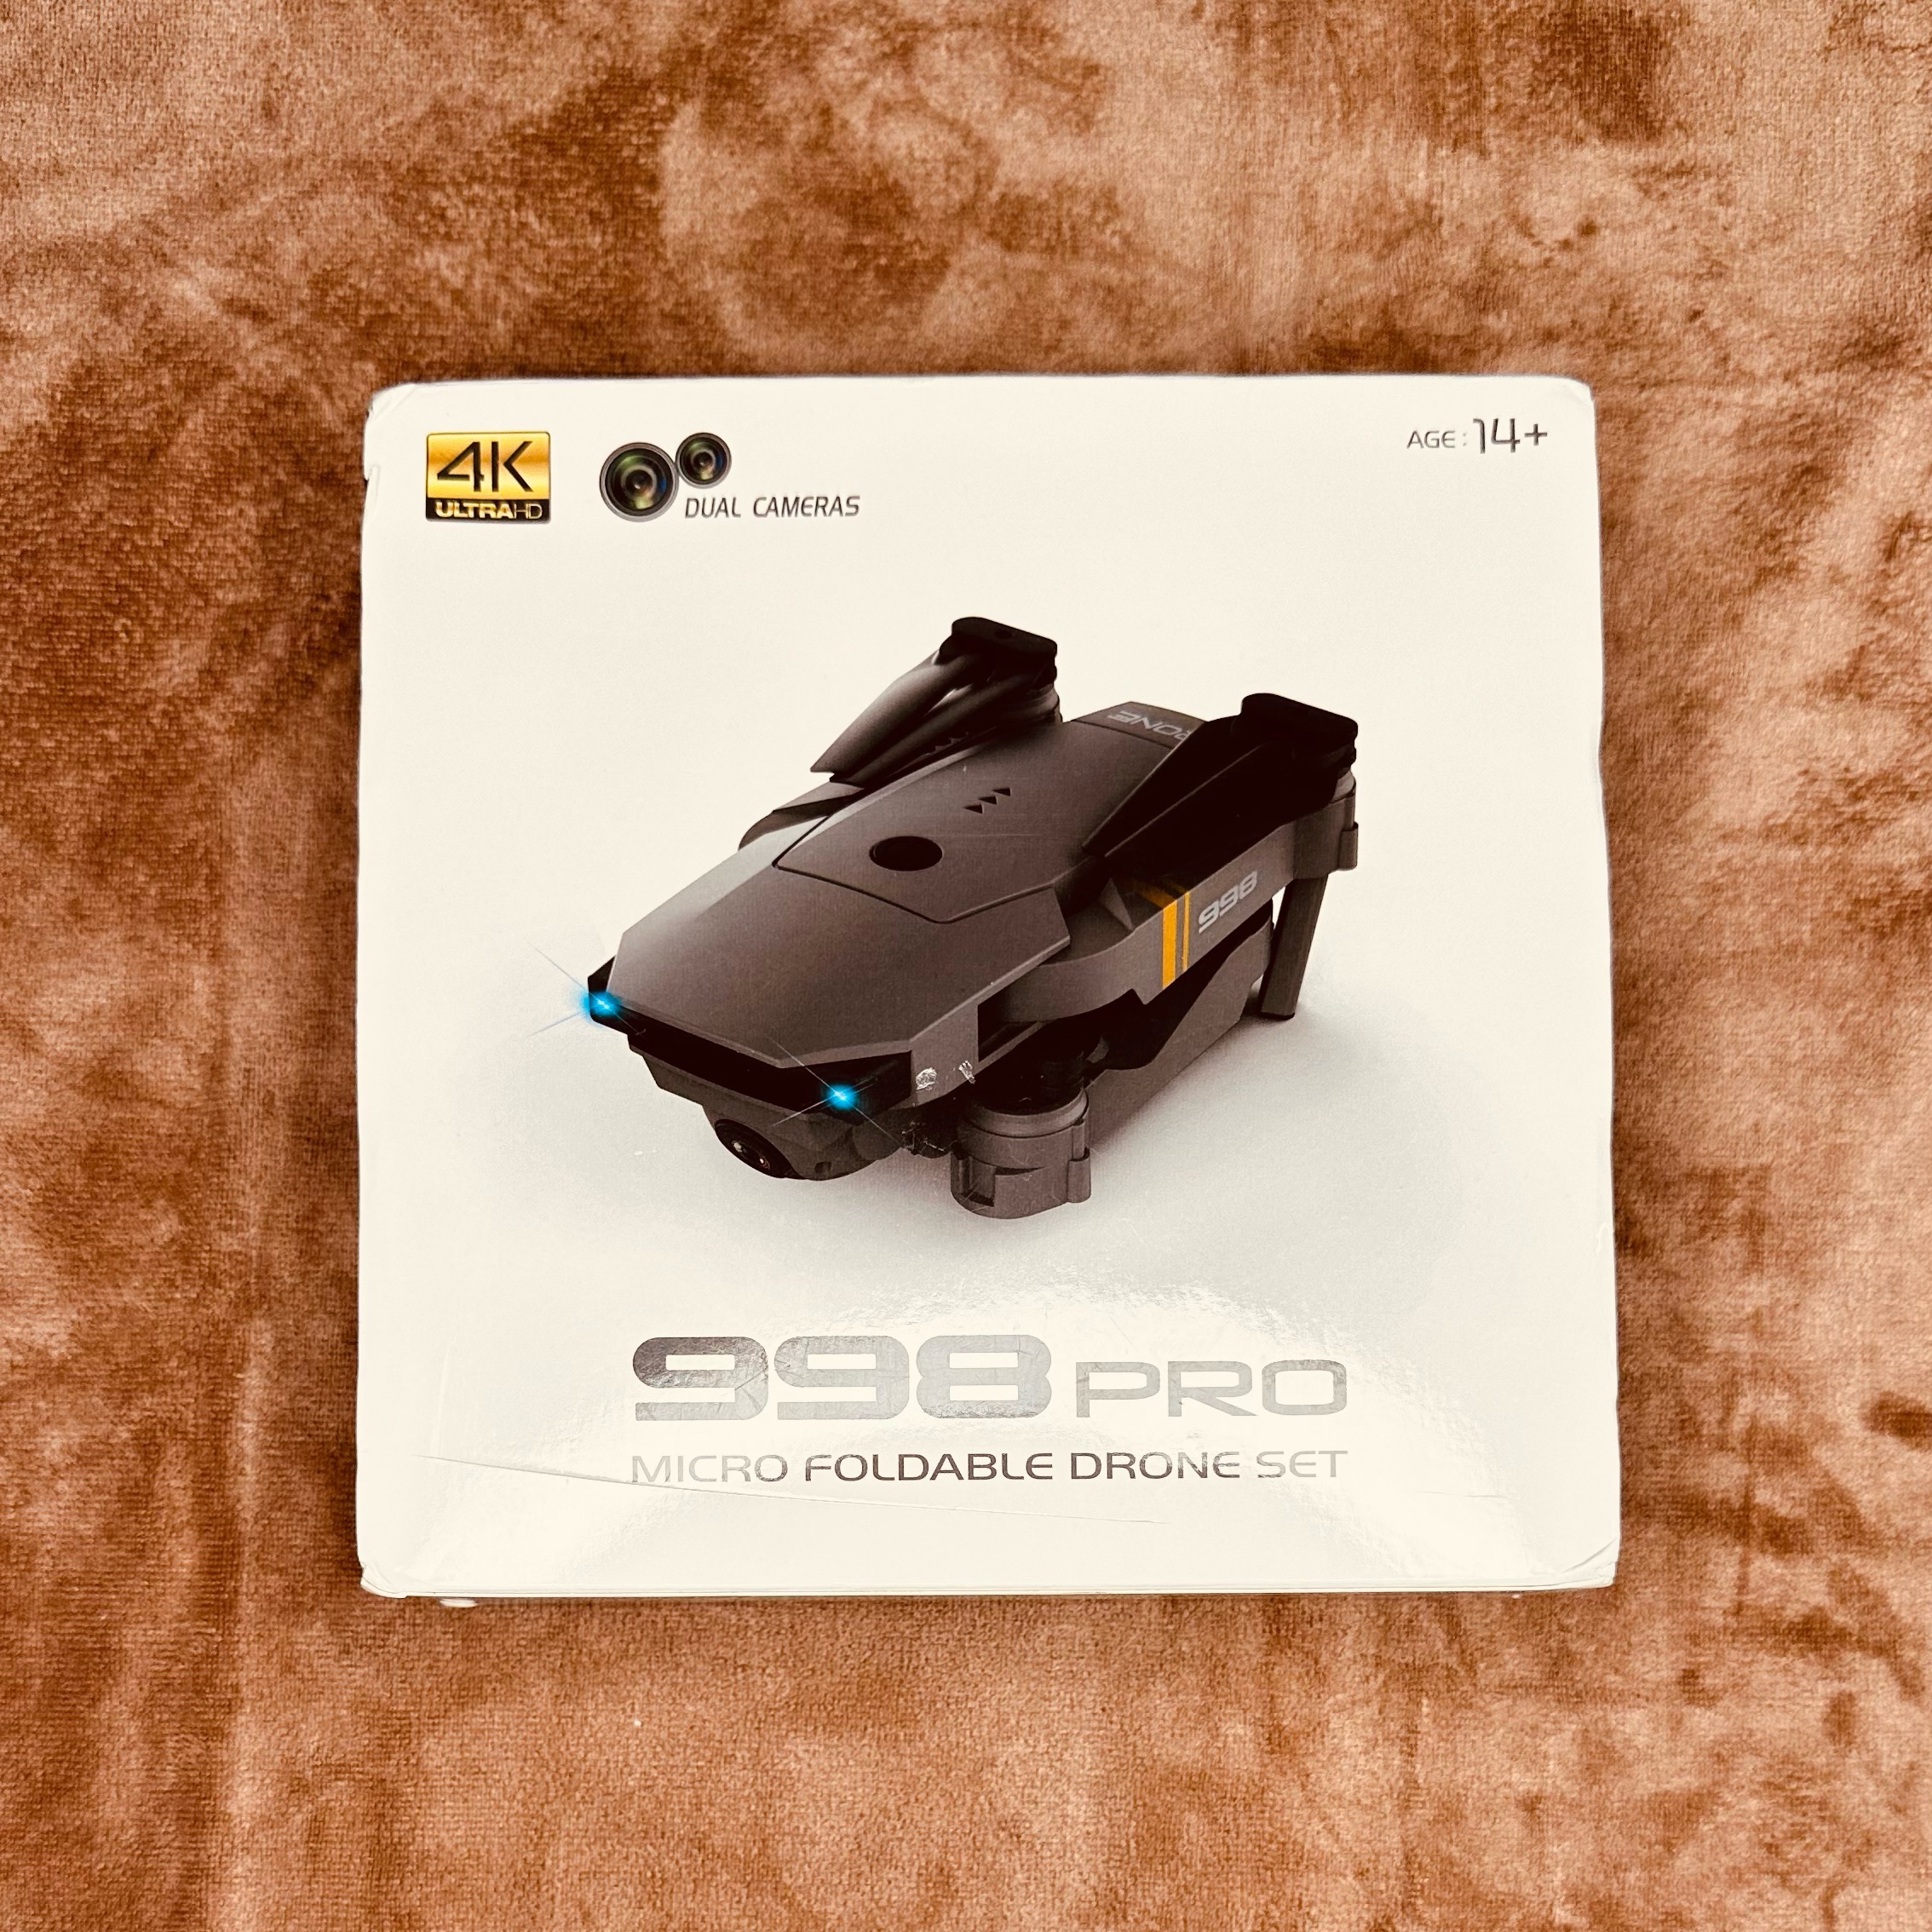 4K
ULTRAHD
DUAL CAMERAS
AGE: 14+
998
998 PRO
MICRO FOLDABLE DRONE SET